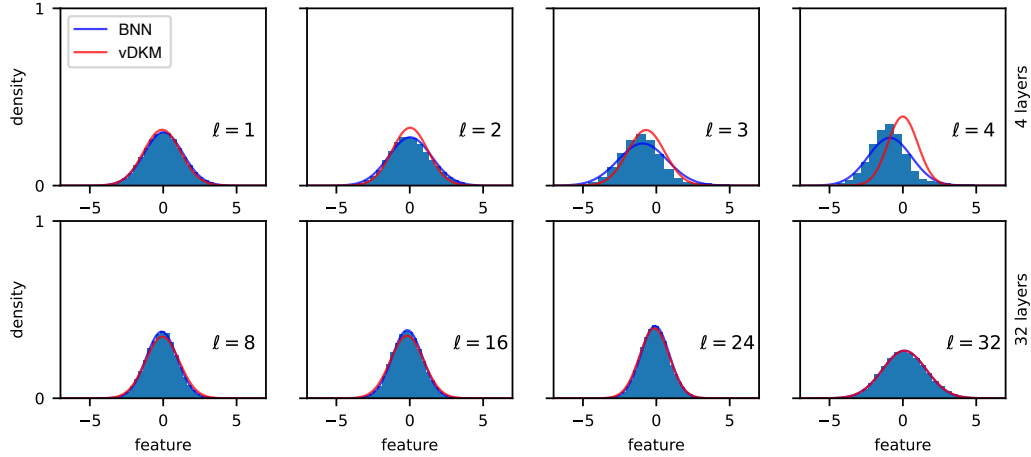 1
density
0
BNN
vDKM
ℓ = 1
ℓ = 2
ℓ = 3
ℓ = 4
4 layers
−5 0 5
−5 0 5
−5 0 5
−5 0 5
1
density
0
ℓ = 8
ℓ = 16
ℓ = 24
ℓ = 32
32 layers
−5 0 5
−5 0 5
−5 0 5
−5 0 5
feature
feature
feature
feature